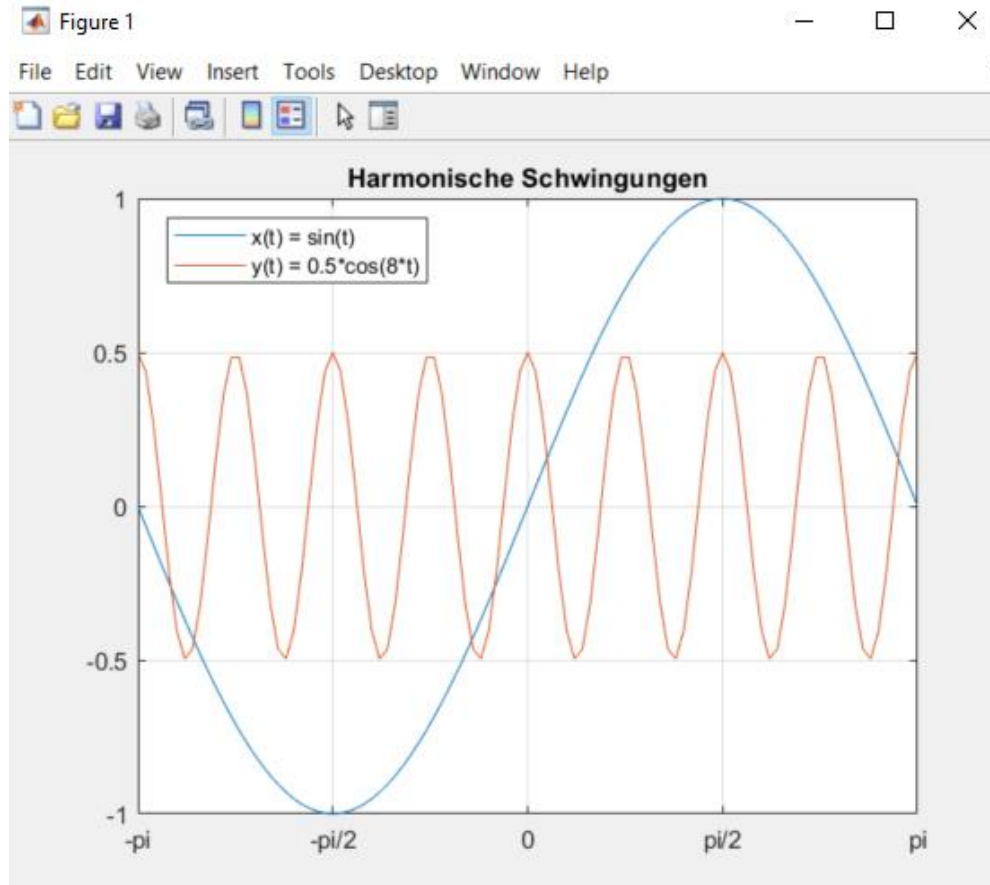 Figure 1
File Edit View Insert Tools Desktop Window Help
Harmonische Schwingungen
x(t) = sin(t)
y(t) = 0.5*cos(8*t)
1
0.5
0
-0.5
-1
-pi -pi/2 0 pi/2 pi